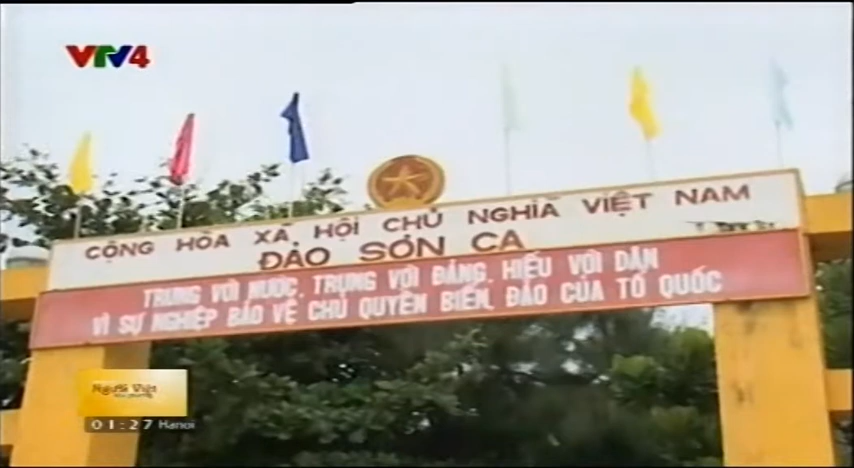 VTV4
CỘNG HÒA XÃ HỘI CHỦ NGHĨA VIỆT NAM
ĐẢO SƠN CA
TRUNG VỚI NƯỚC, TRUNG VỚI ĐẢNG, HIẾU VỚI DÂN
VÌ SỰ NGHIỆP BẢO VỆ CHỦ QUYỀN BIỂN, ĐẢO CỦA TỔ QUỐC
Người Việt
01:27 Hanoi